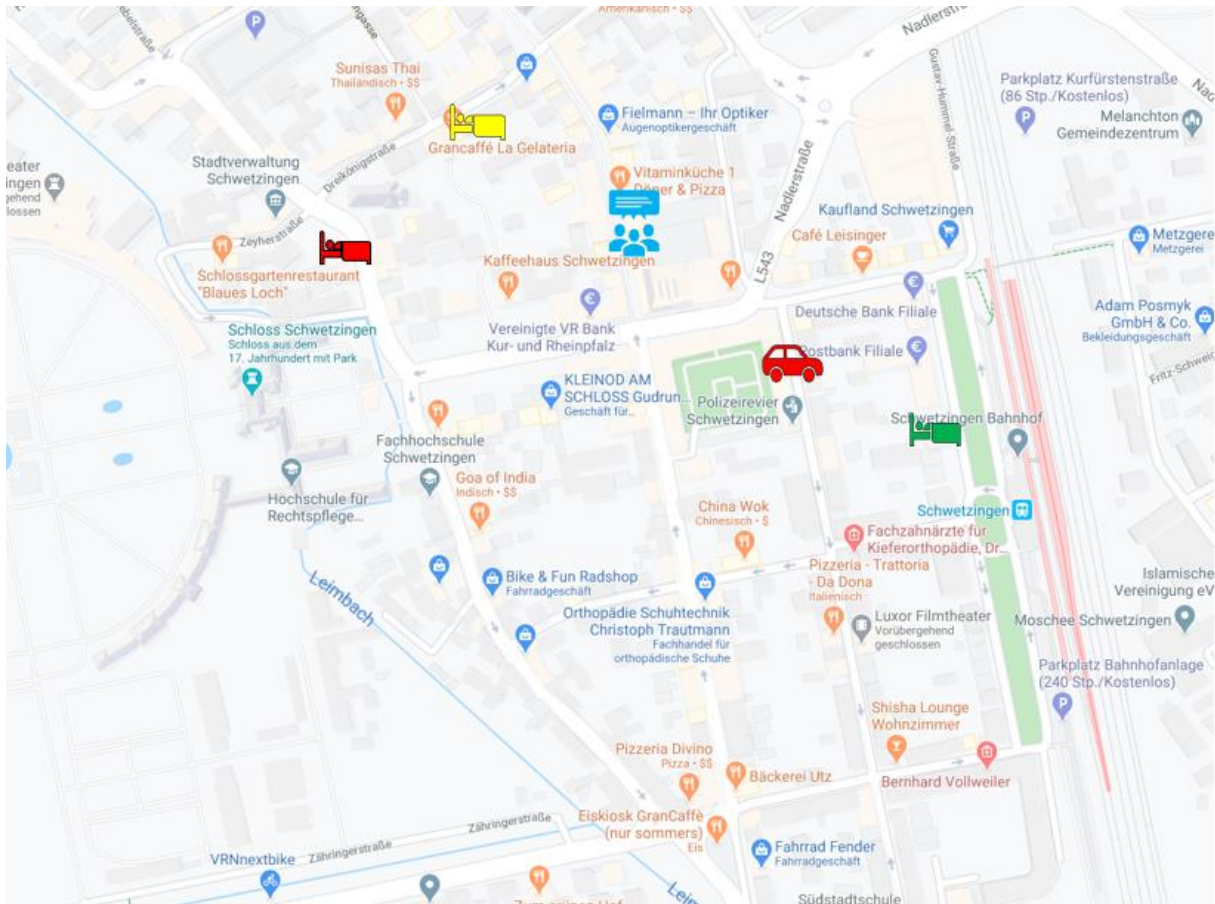 Amerikanisch • $$
Nadlerstr
Sunisas Thai
Thailändisch • $$
Gustav-Hummel-Straße
Parkplatz Kurfürstenstraße
(86 Stp./Kostenlos)
Fielmann – Ihr Optiker
Augenoptikergeschäft
Melanchton
Gemeindezentrum
Grancaffé La Gelateria
Stadtverwaltung
Schwetzingen
Dreikönigstraße
Vitaminküche 1
Döner & Pizza
Nadlerstraße
Kaufland Schwetzingen
Zeyherstraße
Café Leisinger
Metzgerei
Schlossgartenrestaurant
"Blaues Loch"
Kaffeehaus Schwetzingen
L543
Vereinigte VR Bank
Kur- und Rheinpfalz
Deutsche Bank Filiale
Adam Posmyk
GmbH & Co.
Bekleidungsgeschäft
Schloss Schwetzingen
Schloss aus dem
17. Jahrhundert mit Park
Postbank Filiale
KLEINOD AM
SCHLOSS Gudrun...
Geschäft für...
Polizeirevier
Schwetzingen
Schwetzingen Bahnhof
Fachhochschule
Schwetzingen
Goa of India
Indisch • $$
Hochschule für
Rechtspflege...
China Wok
Chinesisch • $
Schwetzingen
Fachzahnärzte für
Kieferorthopädie, Dr...
Leimbach
Bike & Fun Radshop
Fahrradgeschäft
Pizzeria - Trattoria
- Da Dona
Italienisch
Islamische
Vereinigung eV
Orthopädie Schuhtechnik
Christoph Trautmann
Fachhandel für
orthopädische Schuhe
Luxor Filmtheater
Vorübergehend
geschlossen
Moschee Schwetzingen
Parkplatz Bahnhofanlage
(240 Stp./Kostenlos)
Shisha Lounge
Wohnzimmer
Pizzeria Divino
Pizza • $$
Bäckerei Utz
Bernhard Vollweiler
Eiskiosk GranCaffè
(nur sommers)
Eis
Zähringerstraße
Zähringerstraße
VRNnextbike
Fahrrad Fender
Fahrradgeschäft
Südstadtschule